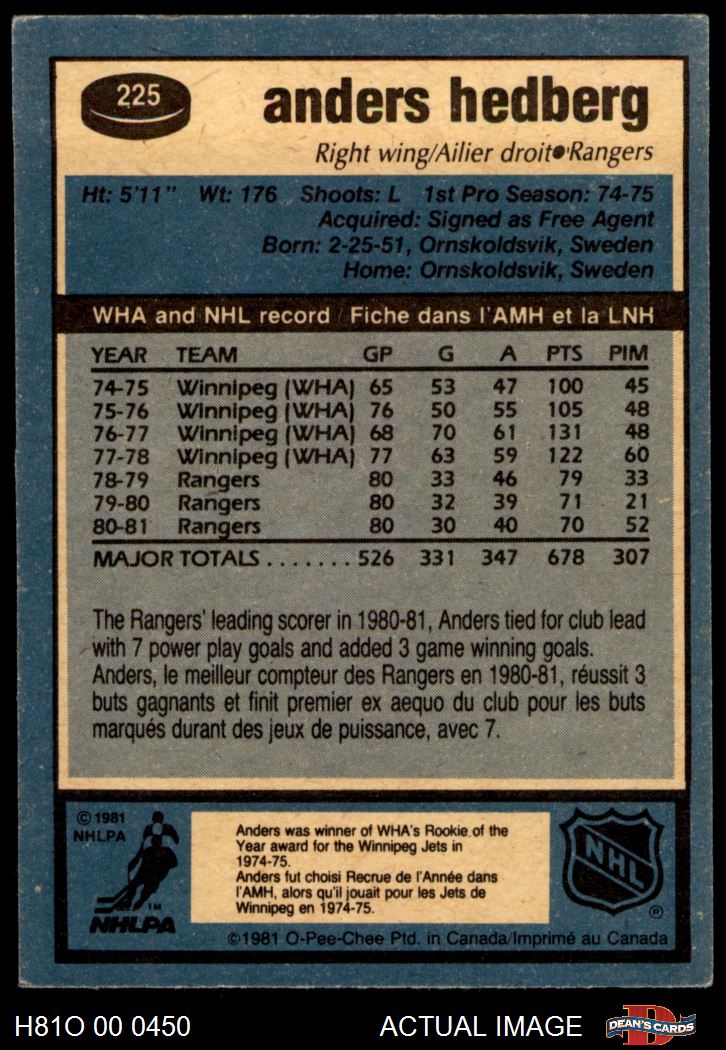 225
anders hedberg
Right wing/Ailier droit•Rangers
Ht: 5'11" Wt: 176 Shoots: L 1st Pro Season: 74-75
Acquired: Signed as Free Agent
Born: 2-25-51, Ornskoldsvik, Sweden
Home: Ornskoldsvik, Sweden
WHA and NHL record / Fiche dans l'AMH et la LNH
YEAR TEAM GP G A PTS PIM
74-75 Winnipeg (WHA) 65 53 47 100 45
75-76 Winnipeg (WHA) 76 50 55 105 48
76-77 Winnipeg (WHA) 68 70 61 131 48
77-78 Winnipeg (WHA) 77 63 59 122 60
78-79 Rangers 80 33 46 79 33
79-80 Rangers 80 32 39 71 21
80-81 Rangers 80 30 40 70 52
MAJOR TOTALS ....... 526 331 347 678 307
The Rangers' leading scorer in 1980-81, Anders tied for club lead
with 7 power play goals and added 3 game winning goals.
Anders, le meilleur compteur des Rangers en 1980-81, réussit 3
buts gagnants et finit premier ex aequo du club pour les buts
marqués durant des jeux de puissance, avec 7.
© 1981
NHLPA
TM
NHLPA
Anders was winner of WHA's Rookie of the
Year award for the Winnipeg Jets in
1974-75.
Anders fut choisi Recrue de l'Année dans
l'AMH, alors qu'il jouait pour les Jets de
Winnipeg en 1974-75.
NHL
®
©1981 O-Pee-Chee Ptd. in Canada/Imprimé au Canada
H81O 00 0450
ACTUAL IMAGE
DEAN'S CARDS